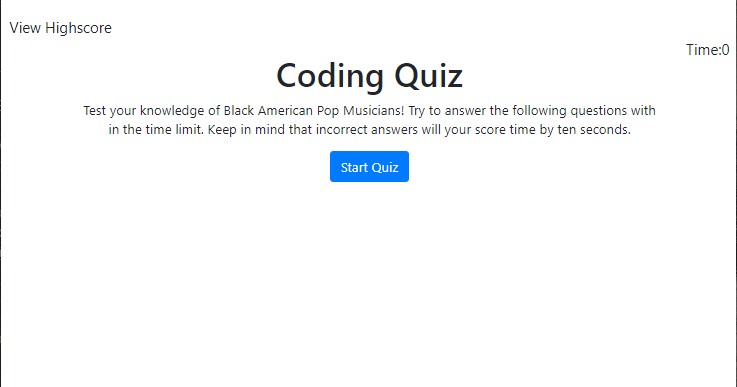 View Highscore
Time:0
Coding Quiz
Test your knowledge of Black American Pop Musicians! Try to answer the following questions with
in the time limit. Keep in mind that incorrect answers will your score time by ten seconds.
Start Quiz